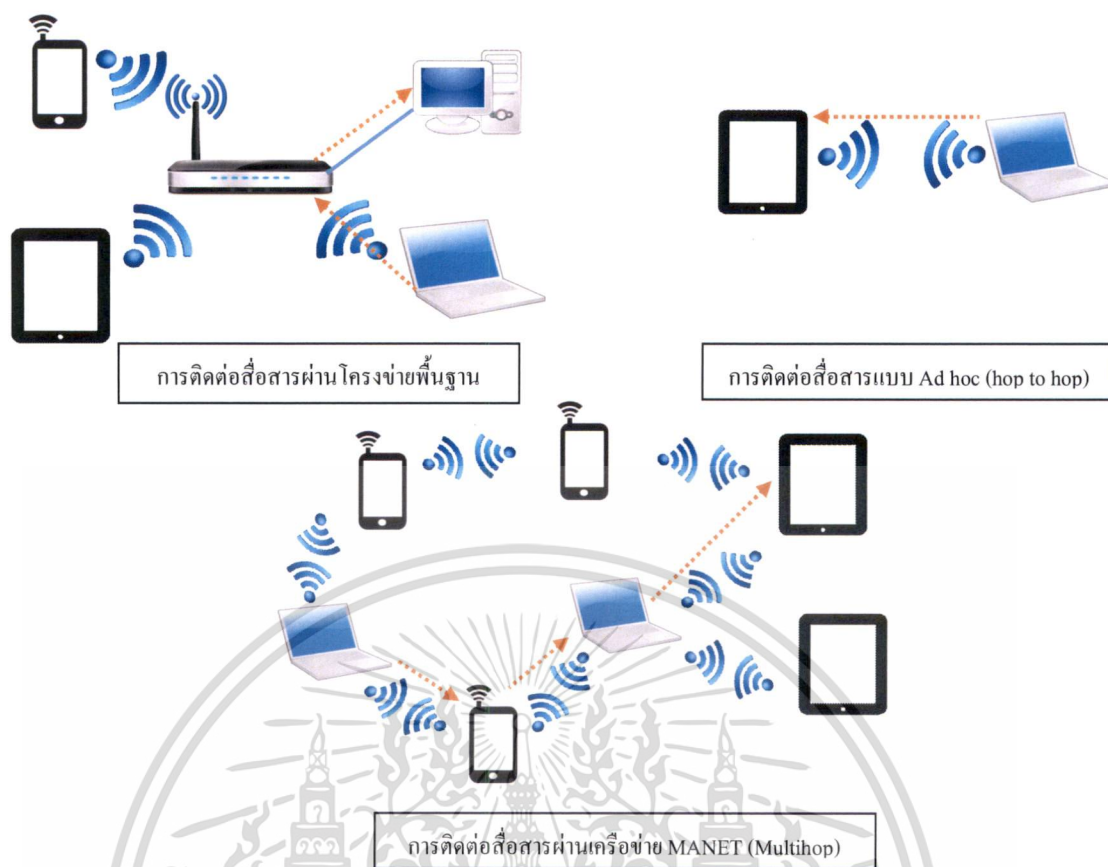 การติดต่อสื่อสารผ่านโครงข่ายพื้นฐาน
การติดต่อสื่อสารแบบ Ad hoc (hop to hop)
การติดต่อสื่อสารผ่านเครือข่าย MANET (Multihop)